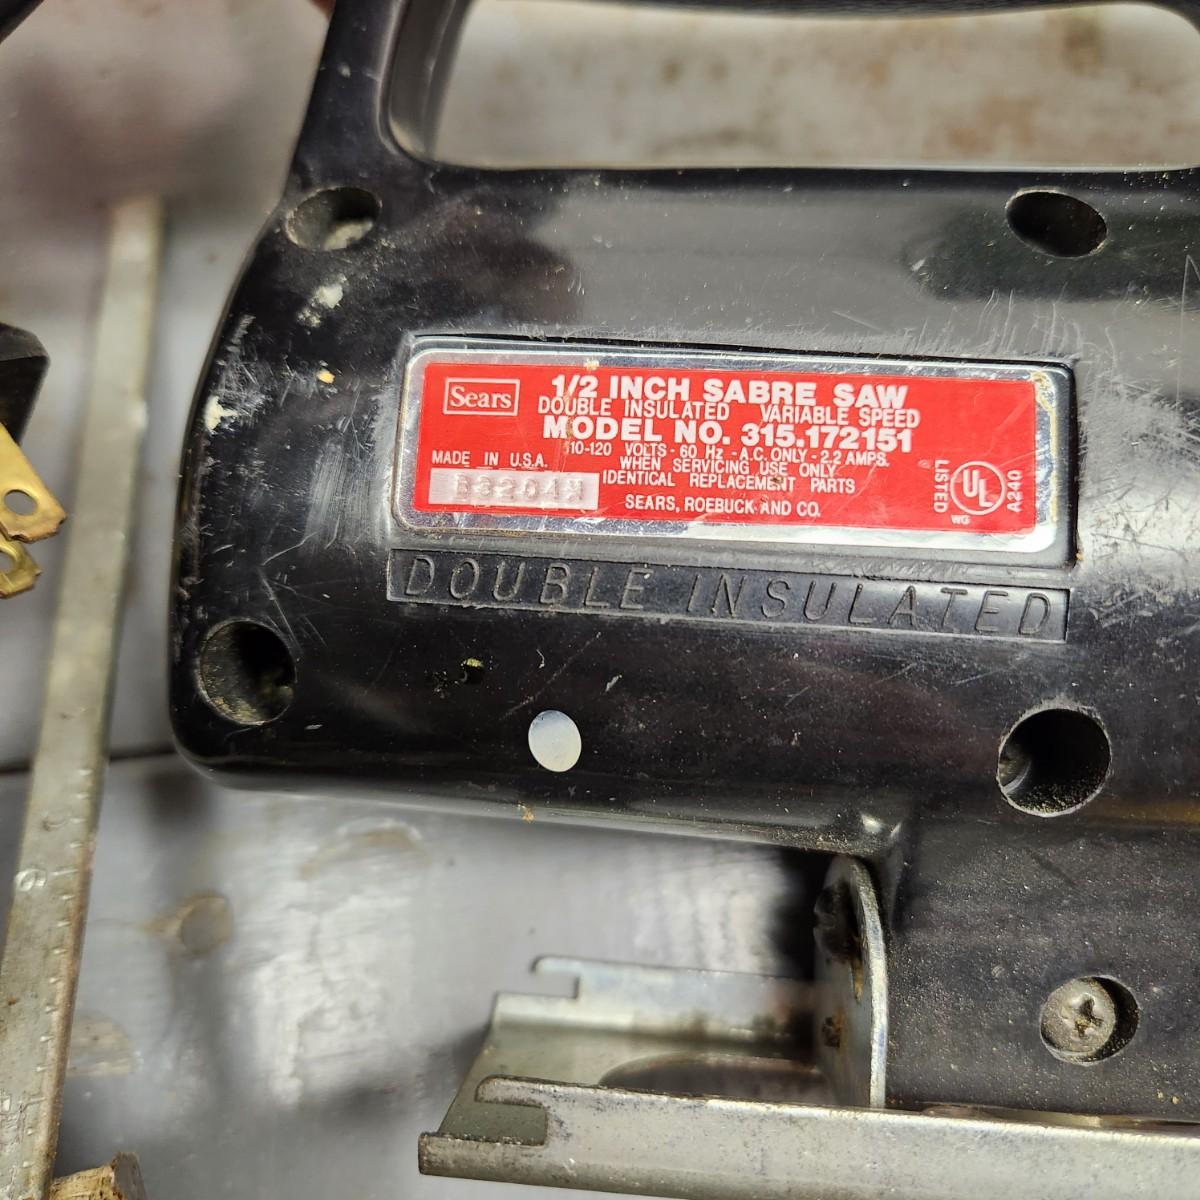 Sears
1/2 INCH SABRE SAW
DOUBLE INSULATED VARIABLE SPEED
MODEL NO. 315.172151
110-120 VOLTS - 60 Hz - A.C. ONLY - 2.2 AMPS.
MADE IN U.S.A.
WHEN SERVICING USE ONLY
IDENTICAL REPLACEMENT PARTS
SEARS, ROEBUCK AND CO.
LISTED
UL
A240
WG
DOUBLE INSULATED